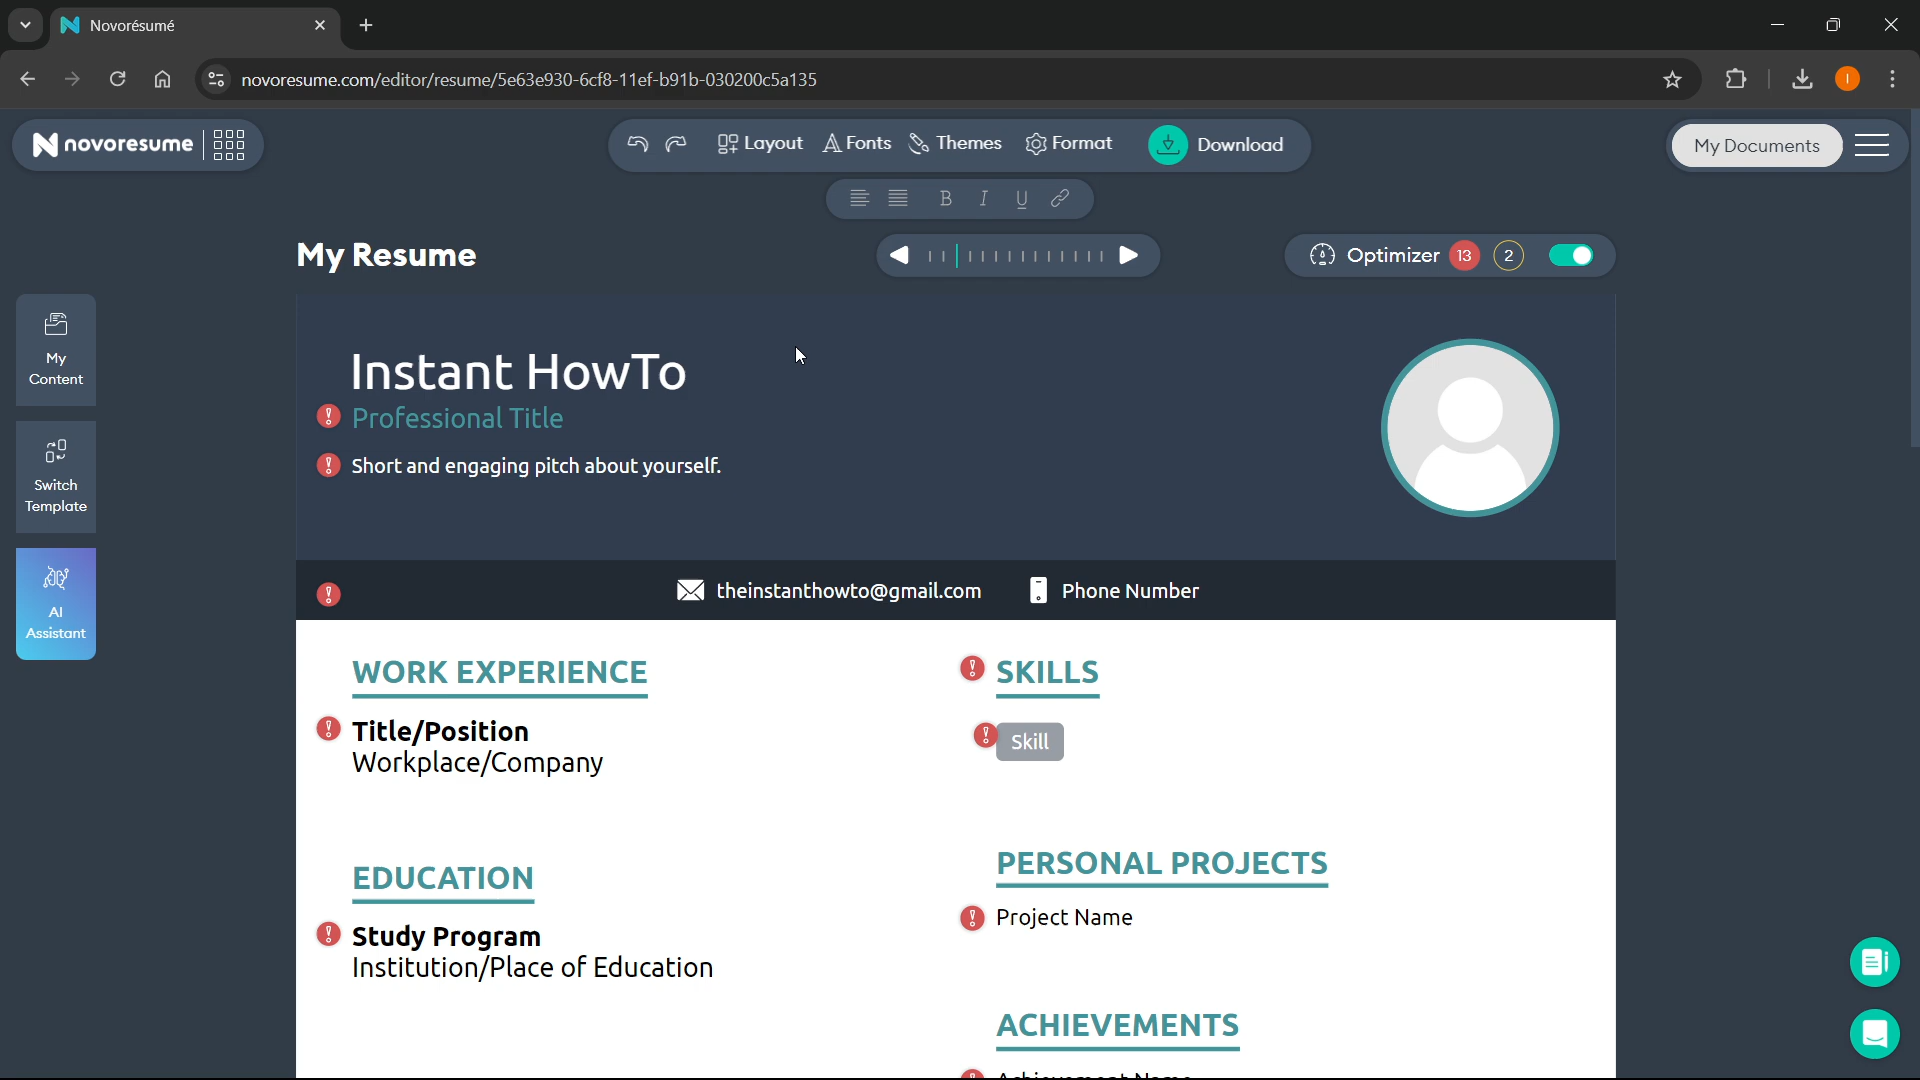 Novorésumé
novoresume.com/editor/resume/5e63e930-6cf8-11ef-b91b-030200c5a135
I
novoresume
Layout
Fonts
Themes
Format
Download
My Documents
B I U
My Resume
Optimizer 13 2
My Content
Switch Template
AI Assistant
Instant HowTo
Professional Title
Short and engaging pitch about yourself.
theinstanthowto@gmail.com
Phone Number
WORK EXPERIENCE
Title/Position
Workplace/Company
EDUCATION
Study Program
Institution/Place of Education
SKILLS
Skill
PERSONAL PROJECTS
Project Name
ACHIEVEMENTS